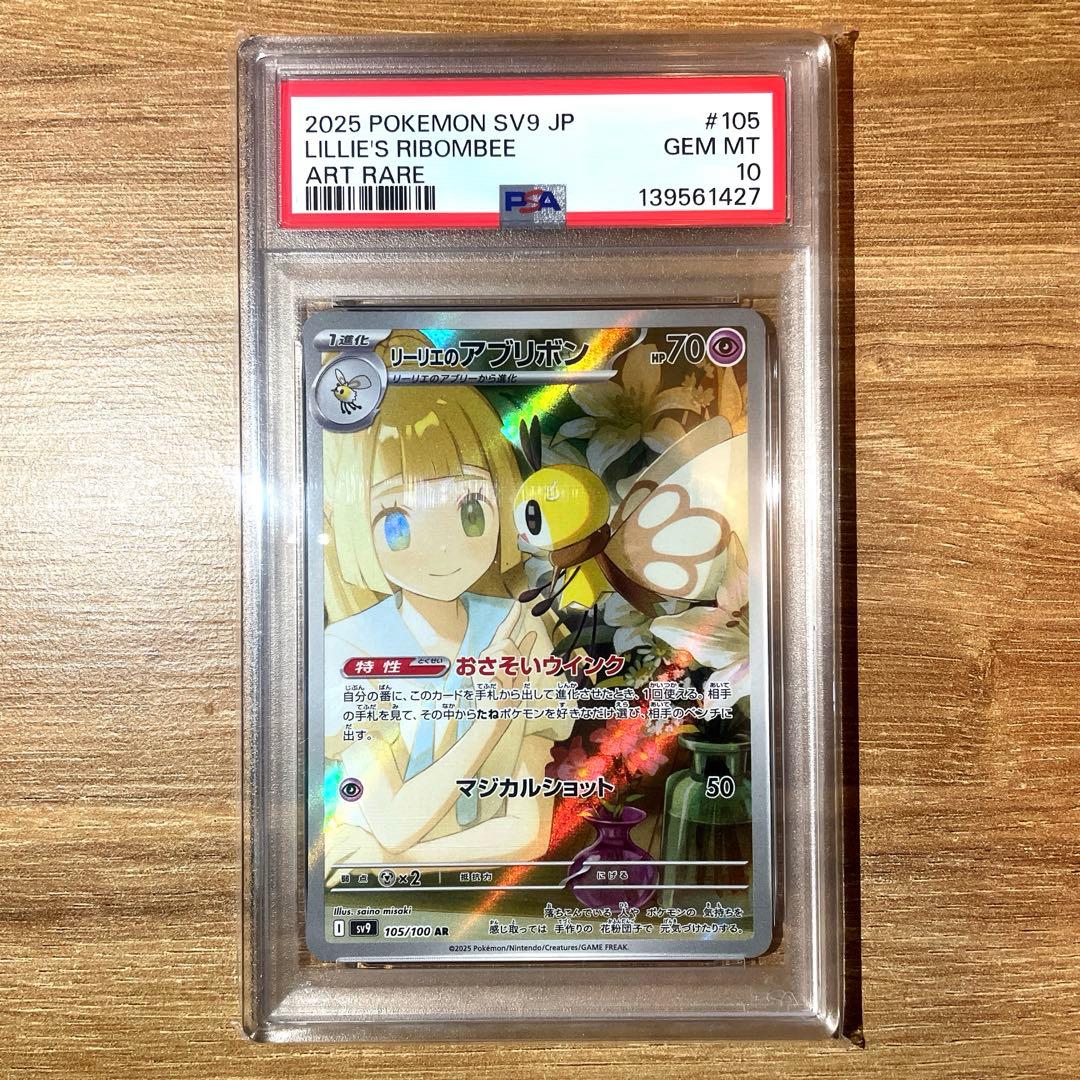 2025 POKEMON SV9 JP #105
LILLIE'S RIBOMBEE GEM MT
ART RARE 10
PSA 139561427
1進化
リーリエのアブリボン HP70
リーリエのアブリーから進化
特性 とくせい おさそいウインク
自分の番に、このカードを手札から出して進化させたとき、1回使える。相手
の手札を見て、その中からたねポケモンを好きなだけ選び、相手のベンチに
出す。
マジカルショット 50
弱点 ×2 抵抗力 にげる
Illus. saino misaki
落ちこんでいる 人や ポケモンの 気持ちを
感じ取っては 手作りの 花粉団子で 元気づけたりする。
I sv9 105/100 AR
©2025 Pokémon/Nintendo/Creatures/GAME FREAK.